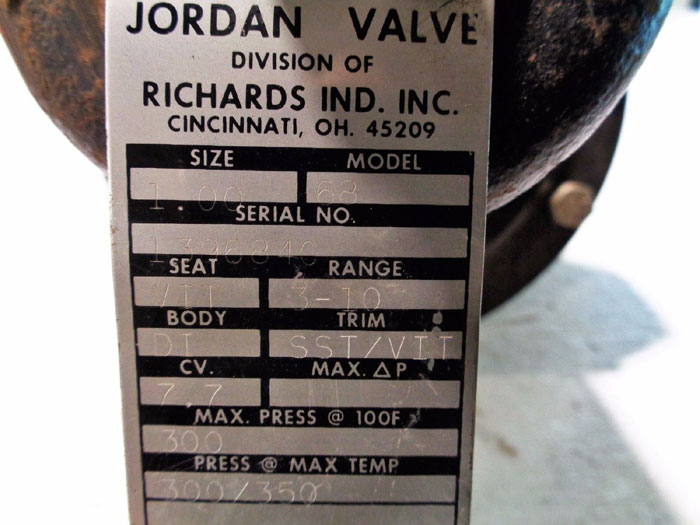 JORDAN VALVE
DIVISION OF
RICHARDS IND. INC.
CINCINNATI, OH. 45209
SIZE MODEL
1.00 68
SERIAL NO.
SEAT RANGE
VIT 3-10
BODY TRIM
DI SST/VIT
CV. MAX. Δ P
7.7
MAX. PRESS @ 100F
300
PRESS @ MAX TEMP
300/350